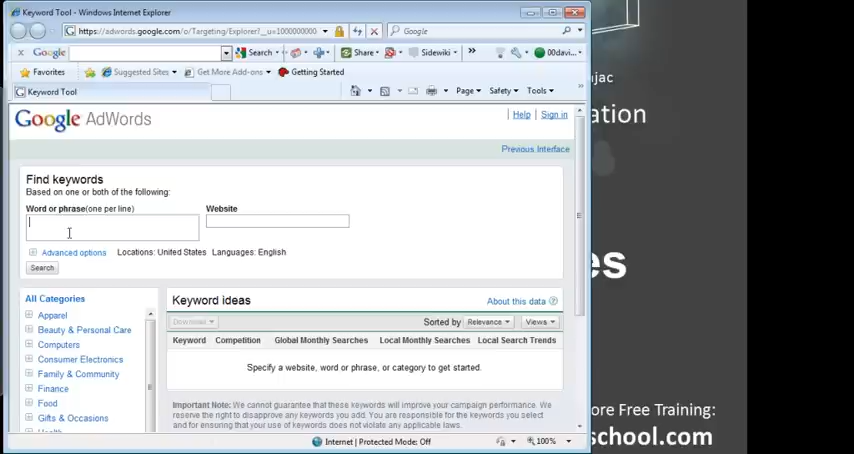 Keyword Tool - Windows Internet Explorer
https://adwords.google.com/o/Targeting/Explorer?_u=1000000000
Google
Google
Search
Share
Sidewiki
»
00davi...
Favorites
Suggested Sites
Get More Add-ons
Getting Started
Keyword Tool
Page
Safety
Tools
»
Google AdWords
Help
Sign in
Previous Interface
Find keywords
Based on one or both of the following:
Word or phrase(one per line)
Website
Advanced options
Locations: United States
Languages: English
Search
All Categories
Apparel
Beauty & Personal Care
Computers
Consumer Electronics
Family & Community
Finance
Food
Gifts & Occasions
Keyword ideas
About this data
Download
Sorted by
Relevance
Views
Keyword
Competition
Global Monthly Searches
Local Monthly Searches
Local Search Trends
Specify a website, word or phrase, or category to get started.
Important Note: We cannot guarantee that these keywords will improve your campaign performance. We
reserve the right to disapprove any keywords you add. You are responsible for the keywords you select
and for ensuring that your use of keywords does not violate any applicable laws.
Internet | Protected Mode: Off
100%
jac
ation
es
ore Free Training:
school.com